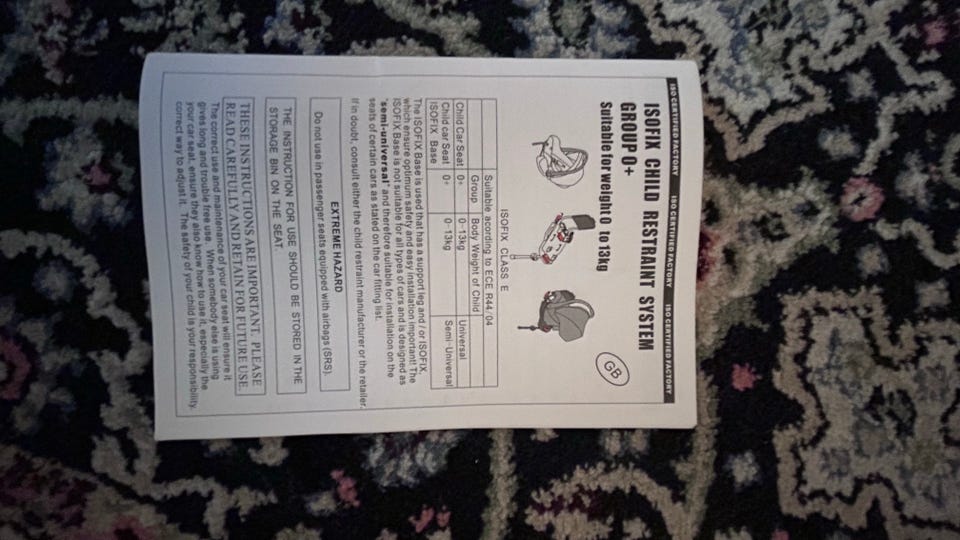 ISO CERTIFIED FACTORY ISO CERTIFIED FACTORY ISO CERTIFIED FACTORY
ISOFIX CHILD RESTRAINT SYSTEM
GROUP 0+
Suitable for weight 0 to 13kg
GB
ISOFIX CLASS E
Suitable acording to ECE R44/04
Group Body Weight of Child
Child Car Seat 0+ 0-13kg Universal
Child car Seat 0+ 0-13kg Semi-Universal
ISOFIX Base
The ISOFIX Base is used that has a support leg and / or ISOFIX,
which ensure optimum safety and easy installation important! The
ISOFIX Base is not suitable for all types of cars and is designed as
"semi-universal" and therefore suitable for installation on the
seats of certain cars as stated on the car fitting list.
If in doubt, consult either the child restraint manufacturer or the retailer.
EXTREME HAZARD
Do not use in passenger seats equipped with airbags (SRS).
THE INSTRUCTION FOR USE SHOULD BE STORED IN THE
STORAGE BIN ON THE SEAT
THESE INSTRUCTIONS ARE IMPORTANT. PLEASE
READ CAREFULLY AND RETAIN FOR FUTURE USE.
The correct use and maintenance of your car seat will ensure it
gives long and trouble free use. When somebody else is using
your car seat, ensure they also know how to use it, especially the
correct way to adjust it. The safety of your child is your responsibility.